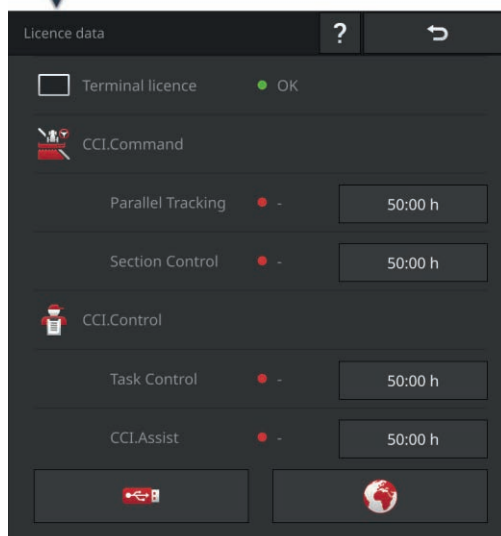 Licence data ?
Terminal licence OK
CCI.Command
Parallel Tracking - 50:00 h
Section Control - 50:00 h
CCI.Control
Task Control - 50:00 h
CCI.Assist - 50:00 h